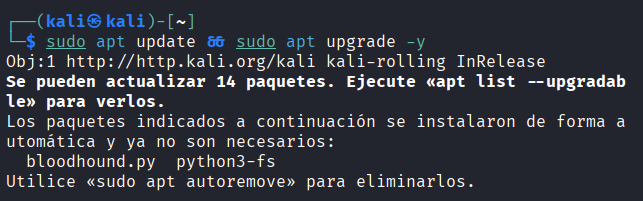 ┌──(kali㉿kali)-[~]
└─$ sudo apt update && sudo apt upgrade -y
Obj:1 http://http.kali.org/kali kali-rolling InRelease
Se pueden actualizar 14 paquetes. Ejecute «apt list --upgradab
le» para verlos.
Los paquetes indicados a continuación se instalaron de forma a
utomática y ya no son necesarios:
  bloodhound.py  python3-fs
Utilice «sudo apt autoremove» para eliminarlos.